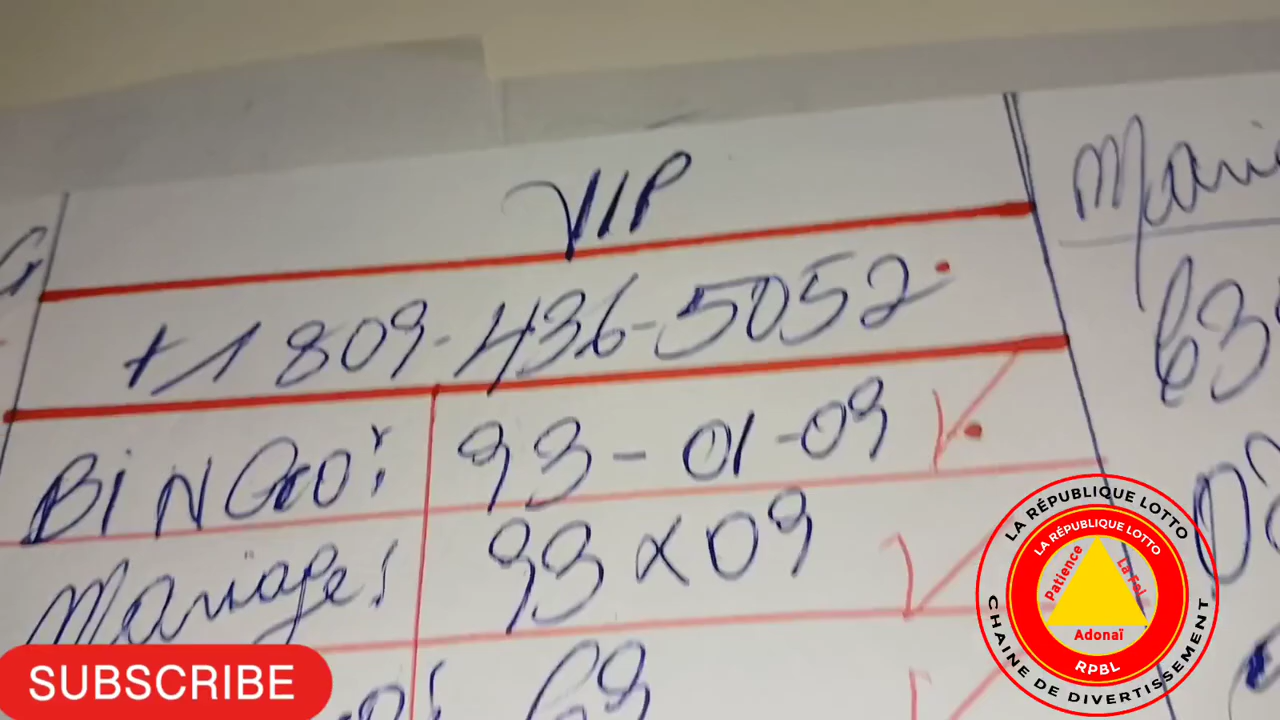 VIP
+1 809-436-5052.
BINGO: 93-01-09
Mariage: 93x09
63
SUBSCRIBE
LA RÉPUBLIQUE LOTTO
LA RÉPUBLIQUE LOTTO
Patience
La Foi
Adonaï
RPBL
CHAINE DE DIVERTISSEMENT